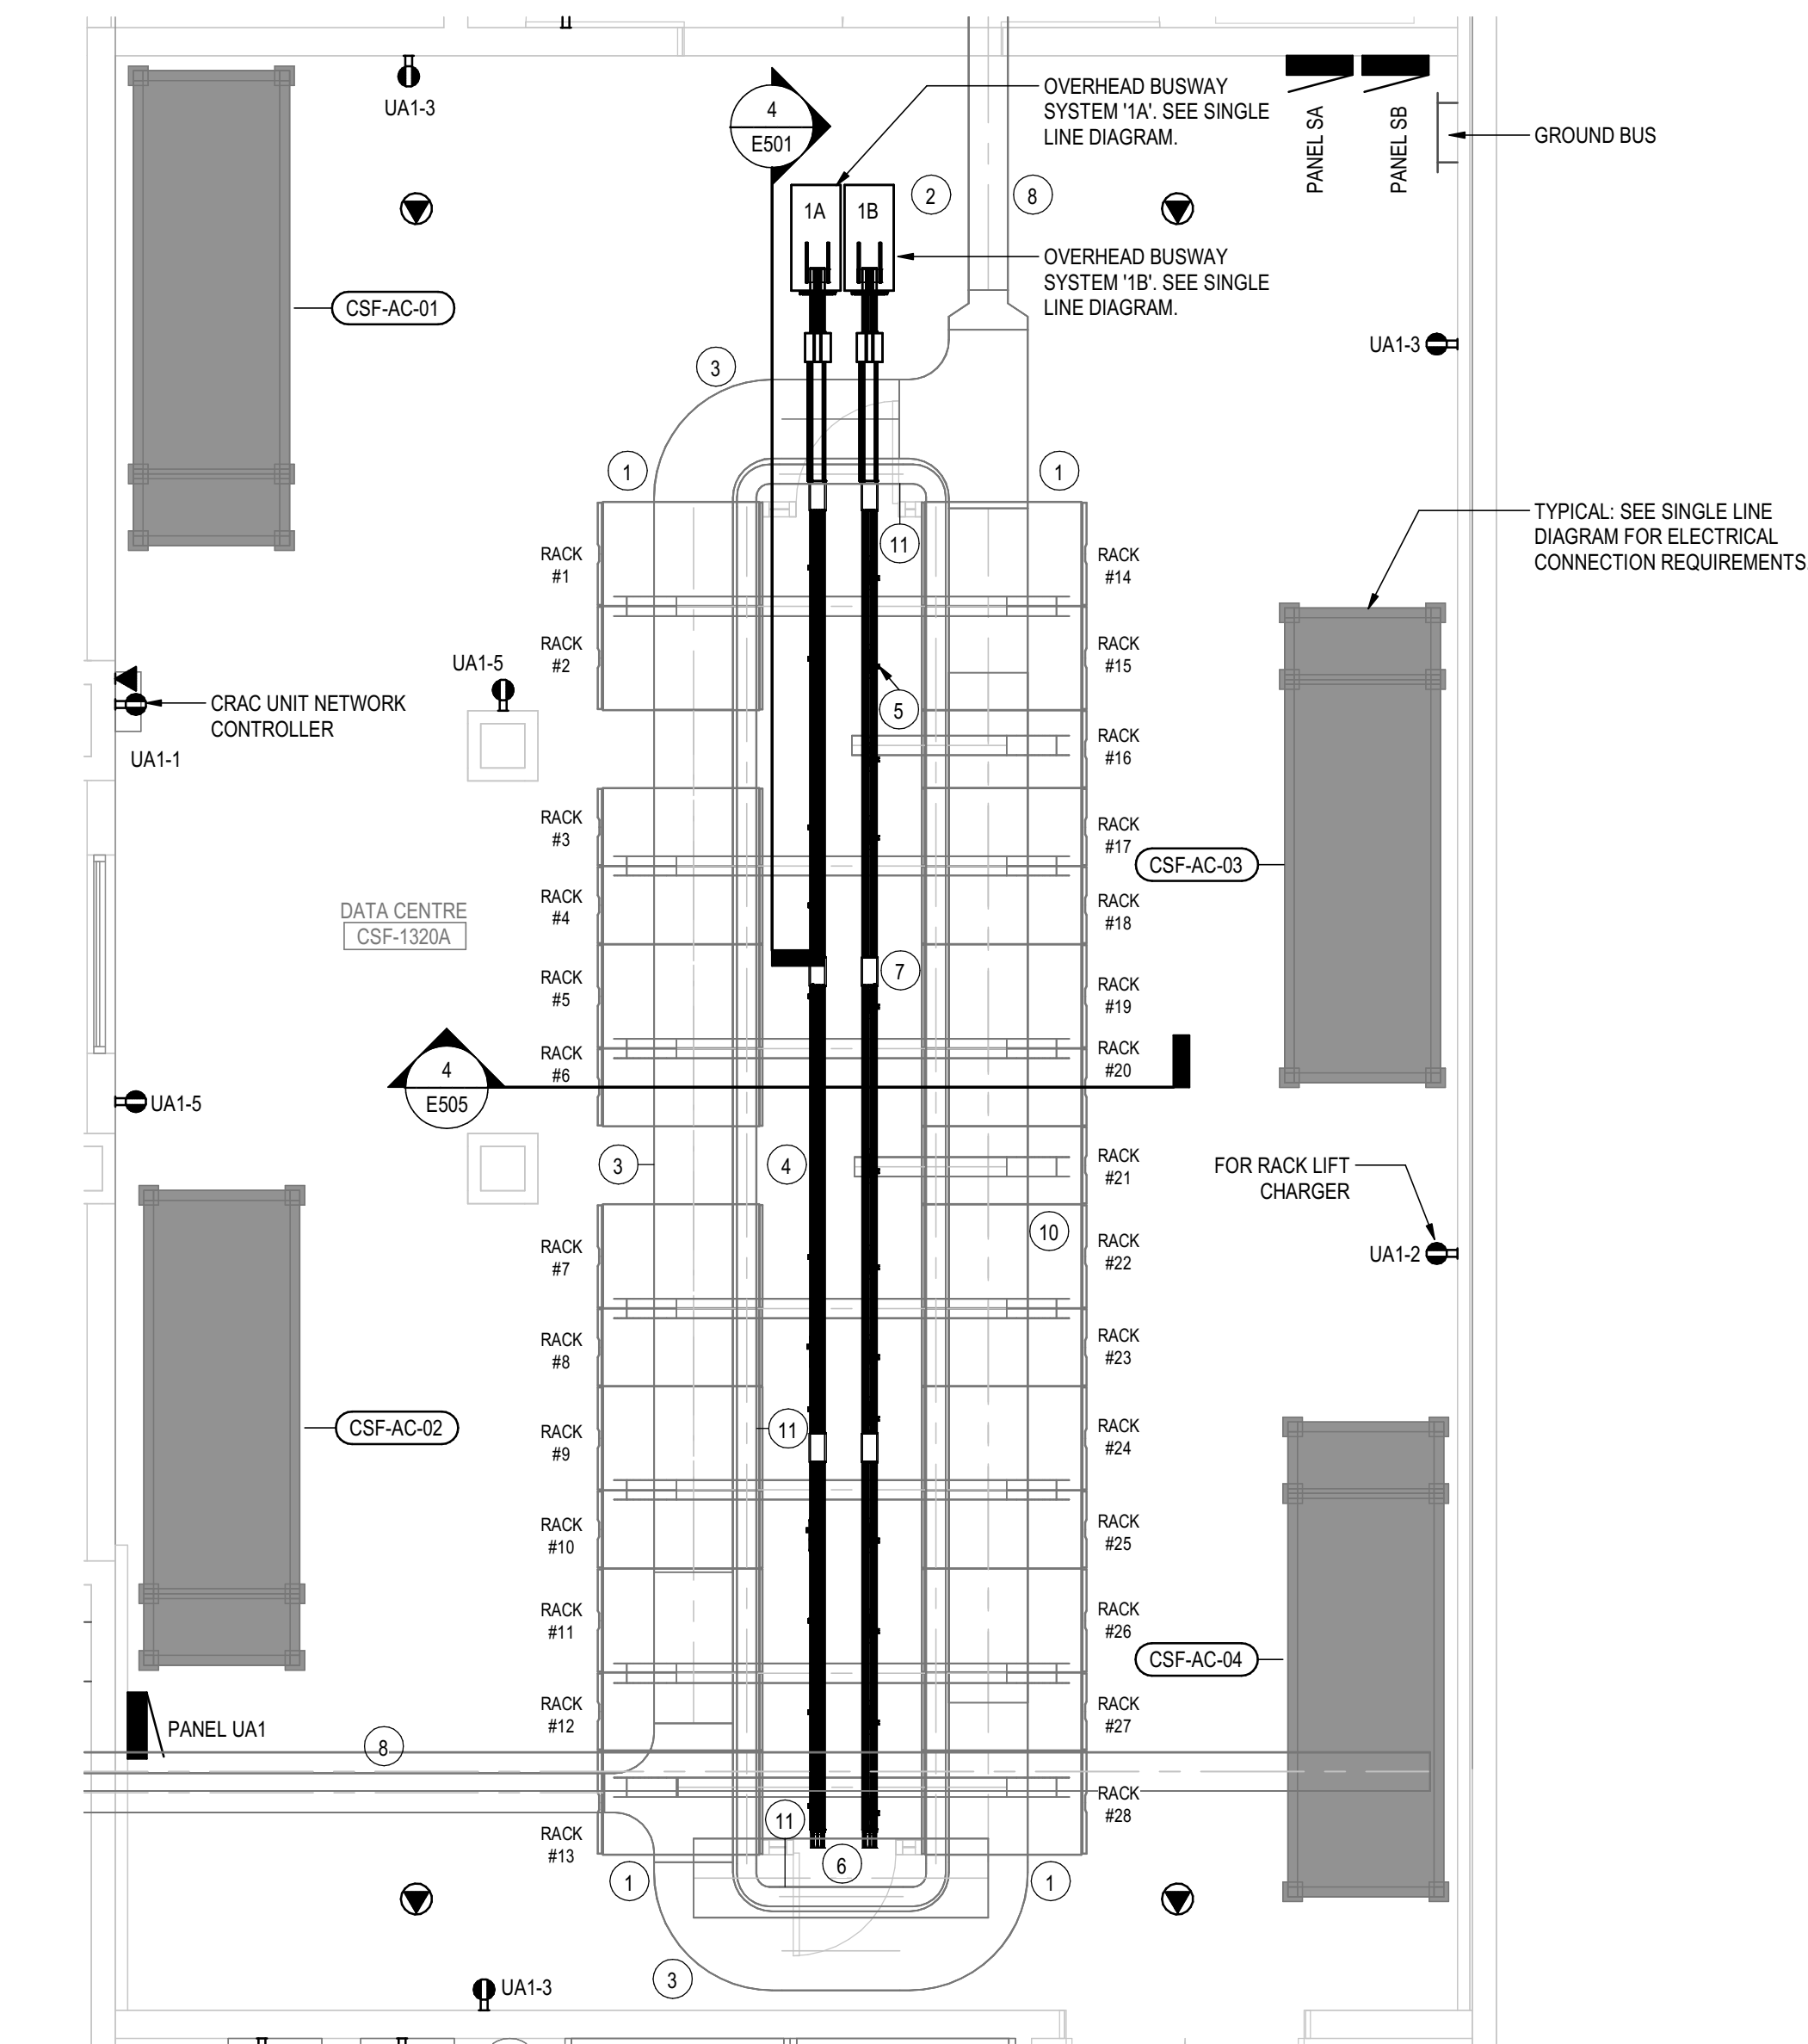 UA1-3
4
E501
OVERHEAD BUSWAY
SYSTEM '1A'. SEE SINGLE
LINE DIAGRAM.
PANEL SA
PANEL SB
GROUND BUS
1A
1B
2
8
OVERHEAD BUSWAY
SYSTEM '1B'. SEE SINGLE
LINE DIAGRAM.
CSF-AC-01
UA1-3
3
1
1
TYPICAL: SEE SINGLE LINE
DIAGRAM FOR ELECTRICAL
CONNECTION REQUIREMENTS.
11
RACK
#1
RACK
#14
RACK
#2
RACK
#15
UA1-5
CRAC UNIT NETWORK
CONTROLLER
UA1-1
5
RACK
#16
RACK
#3
RACK
#17
CSF-AC-03
DATA CENTRE
CSF-1320A
RACK
#4
RACK
#18
7
RACK
#5
RACK
#19
RACK
#6
RACK
#20
4
E505
UA1-5
3
4
RACK
#21
FOR RACK LIFT
CHARGER
10
RACK
#7
RACK
#22
UA1-2
RACK
#8
RACK
#23
CSF-AC-02
11
RACK
#9
RACK
#24
RACK
#10
RACK
#25
RACK
#11
RACK
#26
CSF-AC-04
PANEL UA1
8
RACK
#12
RACK
#27
RACK
#28
11
RACK
#13
6
1
1
3
UA1-3